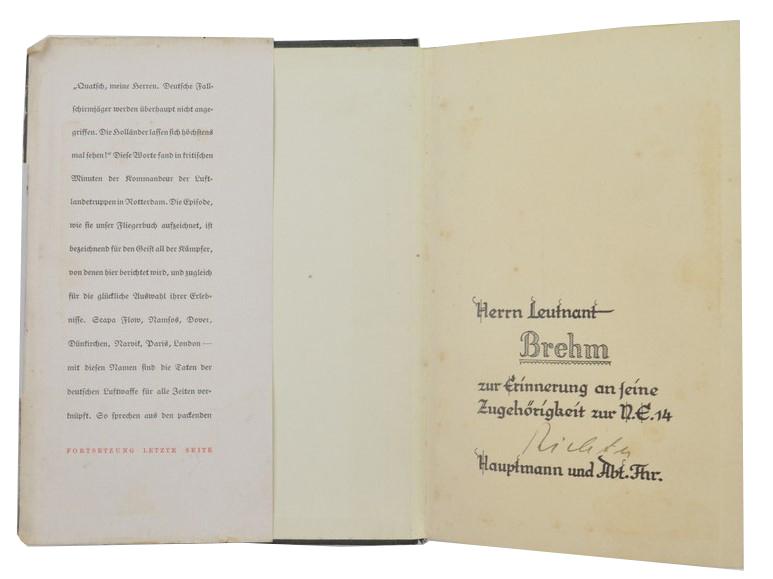 „Quatsch, meine Herren. Deutsche Fall-
schirmjäger werden überhaupt nicht ange-
griffen. Die Holländer lassen sich höchstens
mal sehen!“ Diese Worte fand in kritischen
Minuten der Kommandeur der Luft-
landetruppen in Rotterdam. Die Episode,
wie sie unser Fliegerbuch aufzeichnet, ist
bezeichnend für den Geist all der Kämpfer,
von denen hier berichtet wird, und zugleich
für die glückliche Auswahl ihrer Erleb-
nisse. Scapa Flow, Namsos, Dover,
Dünkirchen, Narvik, Paris, London —
mit diesen Namen sind die Taten der
deutschen Luftwaffe für alle Zeiten ver-
knüpft. So sprechen aus den packenden
FORTSETZUNG LETZTE SEITE
Herrn Leutnant
Brehm
zur Erinnerung an seine
Zugehörigkeit zur N.E. 14
Richter
Hauptmann und Abt. Fhr.